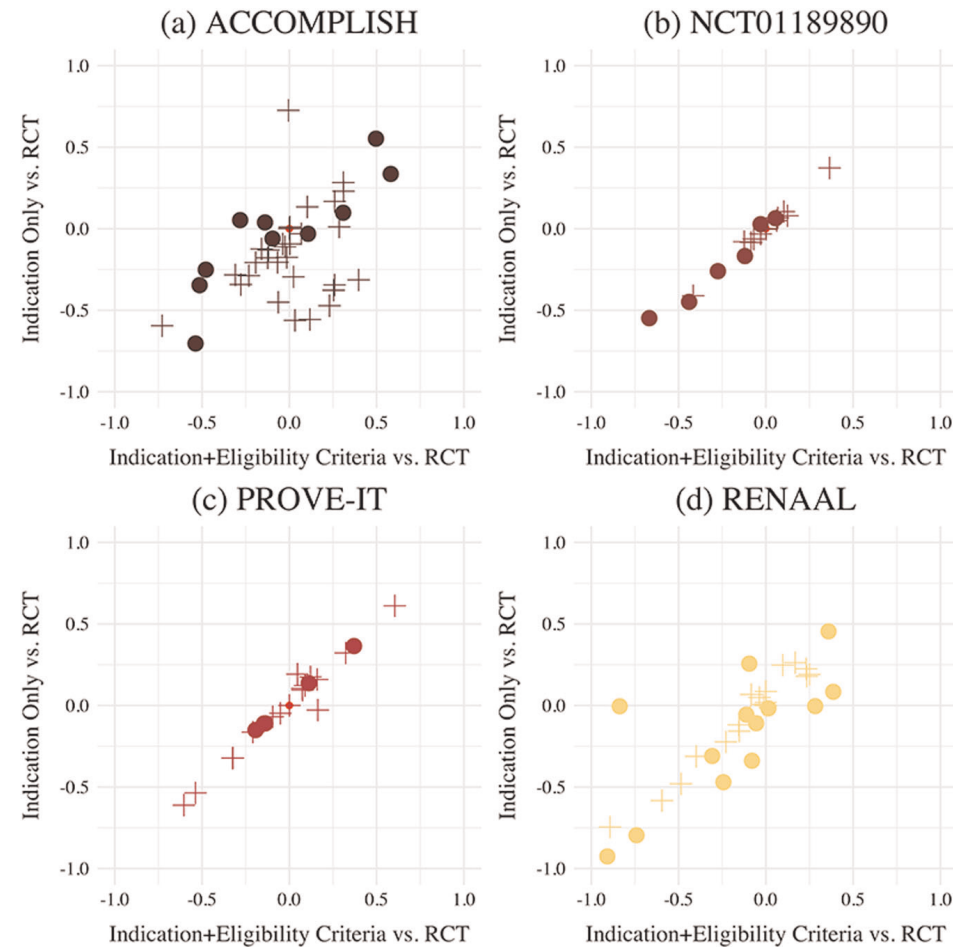 (a) ACCOMPLISH
1.0
0.5
0.0
-0.5
-1.0
Indication Only vs. RCT
-1.0 -0.5 0.0 0.5 1.0
Indication+Eligibility Criteria vs. RCT
(b) NCT01189890
1.0
0.5
0.0
-0.5
-1.0
Indication Only vs. RCT
-1.0 -0.5 0.0 0.5 1.0
Indication+Eligibility Criteria vs. RCT
(c) PROVE-IT
1.0
0.5
0.0
-0.5
-1.0
Indication Only vs. RCT
-1.0 -0.5 0.0 0.5 1.0
Indication+Eligibility Criteria vs. RCT
(d) RENAAL
1.0
0.5
0.0
-0.5
-1.0
Indication Only vs. RCT
-1.0 -0.5 0.0 0.5 1.0
Indication+Eligibility Criteria vs. RCT